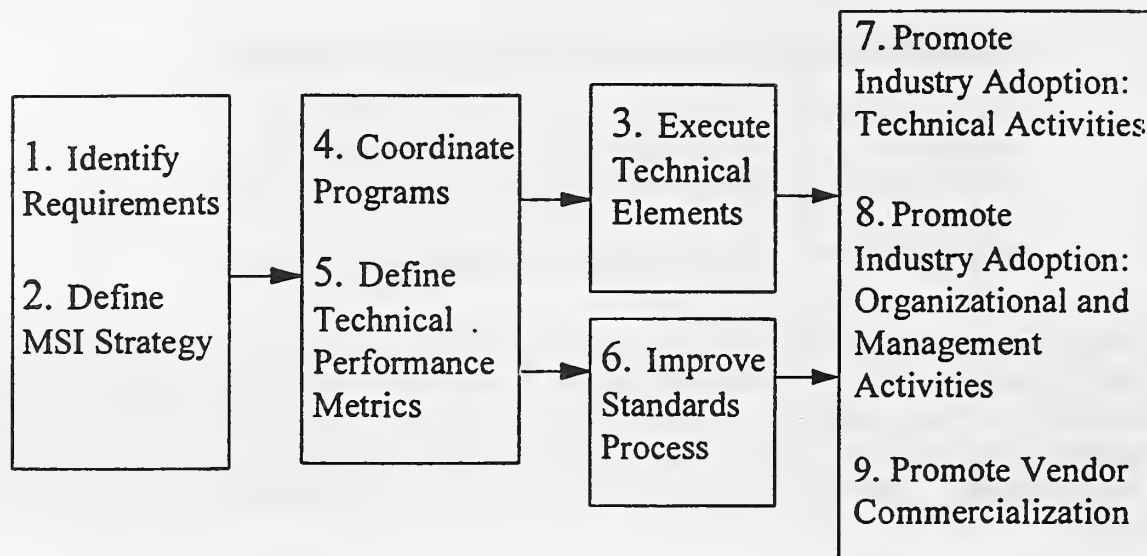 1. Identify
Requirements
2. Define
MSI Strategy
4. Coordinate
Programs
5. Define
Technical .
Performance
Metrics
3. Execute
Technical
Elements
6. Improve
Standards
Process
7. Promote
Industry Adoption:
Technical Activities
8. Promote
Industry Adoption:
Organizational and
Management
Activities
9. Promote Vendor
Commercialization